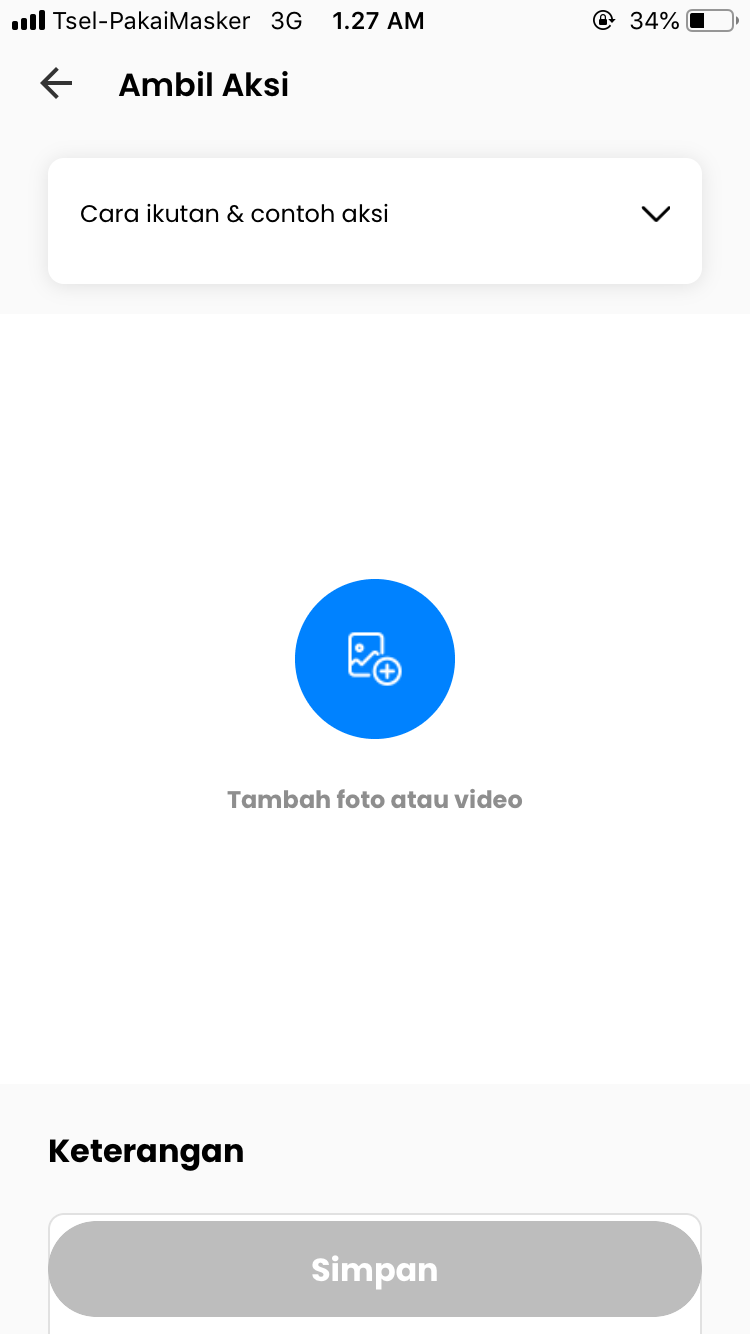 Tsel-PakaiMasker 3G 1.27 AM 34%
Ambil Aksi
Cara ikutan & contoh aksi
Tambah foto atau video
Keterangan
Simpan